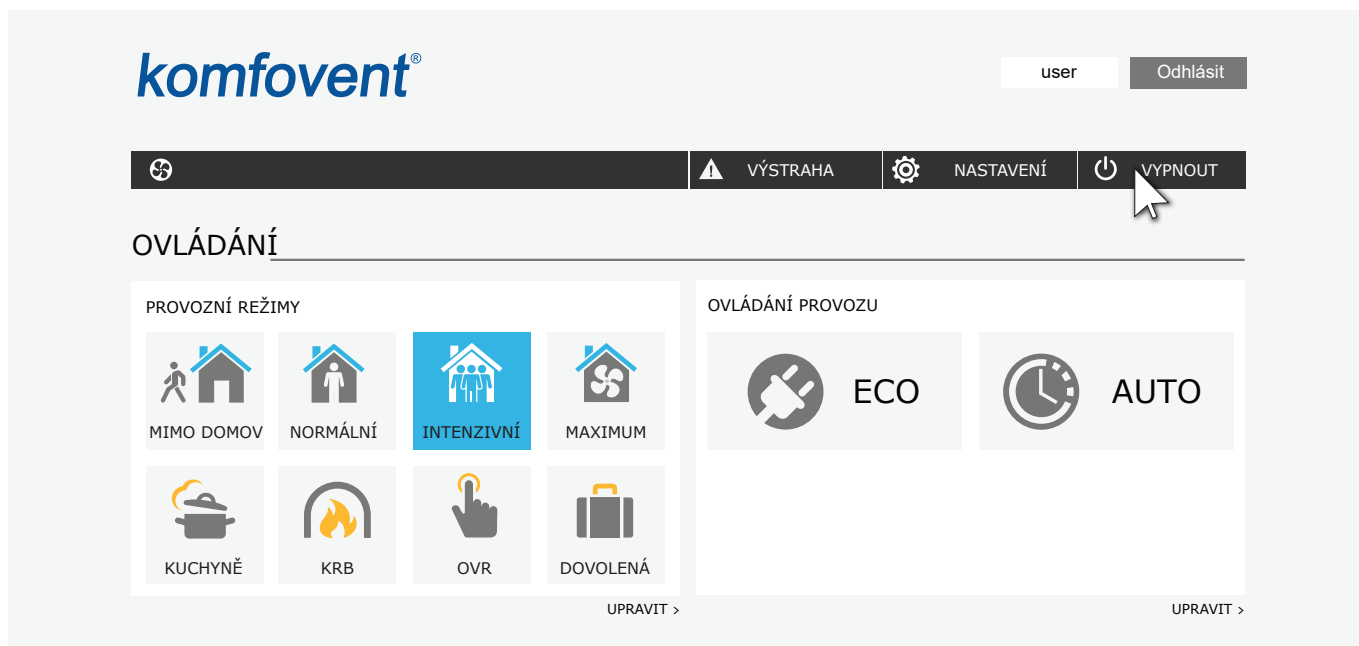 komfovent®
user
Odhlásit
VÝSTRAHA
NASTAVENÍ
VYPNOUT
OVLÁDÁNÍ
PROVOZNÍ REŽIMY
MIMO DOMOV
NORMÁLNÍ
INTENZIVNÍ
MAXIMUM
KUCHYNĚ
KRB
OVR
DOVOLENÁ
UPRAVIT >
OVLÁDÁNÍ PROVOZU
ECO
AUTO
UPRAVIT >